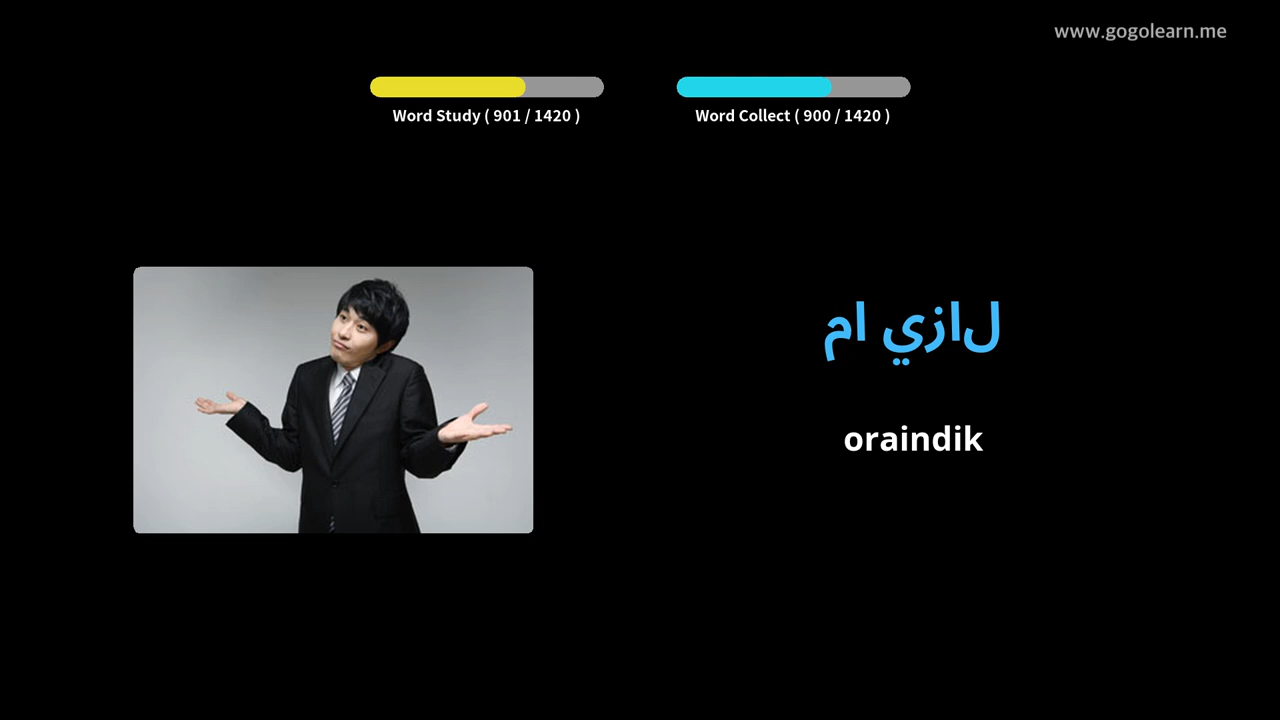 www.gogolearn.me
Word Study ( 901 / 1420 )
Word Collect ( 900 / 1420 )
لازي ام
oraindik